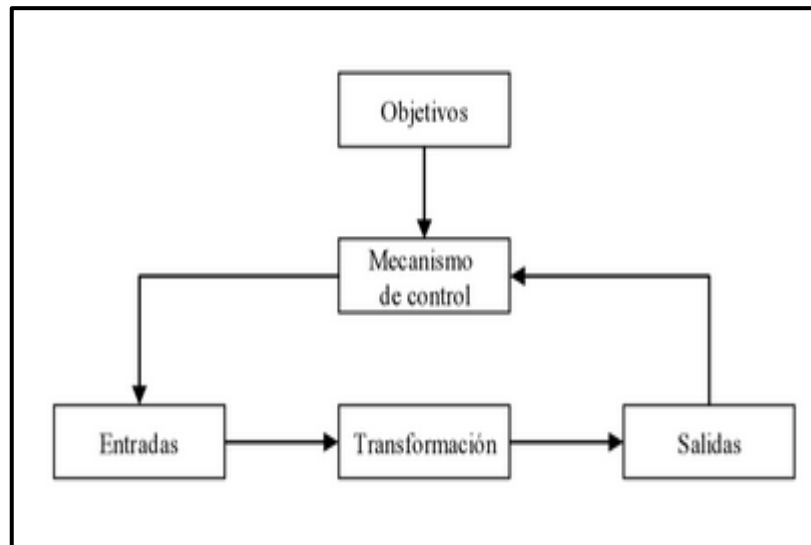 Objetivos
Mecanismo
de control
Entradas
Transformación
Salidas